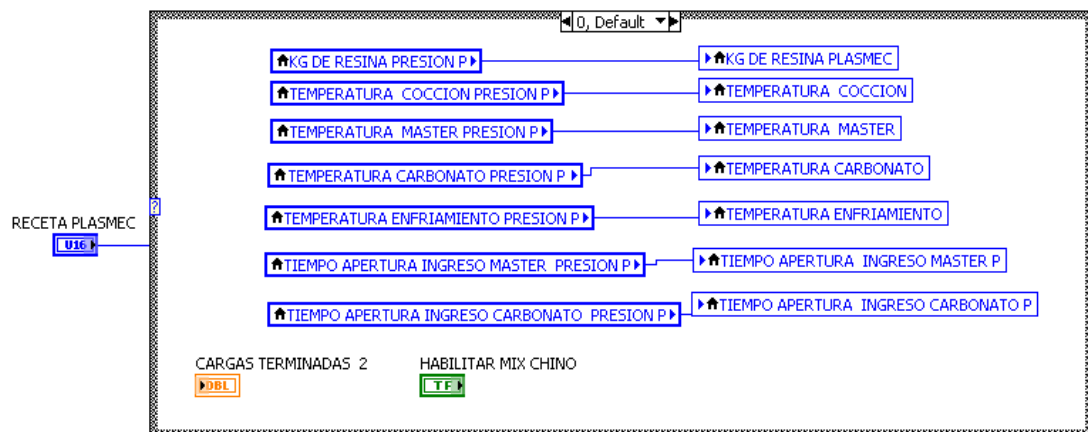 0, Default
KG DE RESINA PRESION P
KG DE RESINA PLASMEC
TEMPERATURA COCCION PRESION P
TEMPERATURA COCCION
TEMPERATURA MASTER PRESION P
TEMPERATURA MASTER
TEMPERATURA CARBONATO PRESION P
TEMPERATURA CARBONATO
?
RECETA PLASMEC
U16
TEMPERATURA ENFRIAMIENTO PRESION P
TEMPERATURA ENFRIAMIENTO
TIEMPO APERTURA INGRESO MASTER PRESION P
TIEMPO APERTURA INGRESO MASTER P
TIEMPO APERTURA INGRESO CARBONATO PRESION P
TIEMPO APERTURA INGRESO CARBONATO P
CARGAS TERMINADAS 2
DBL
HABILITAR MIX CHINO
TF